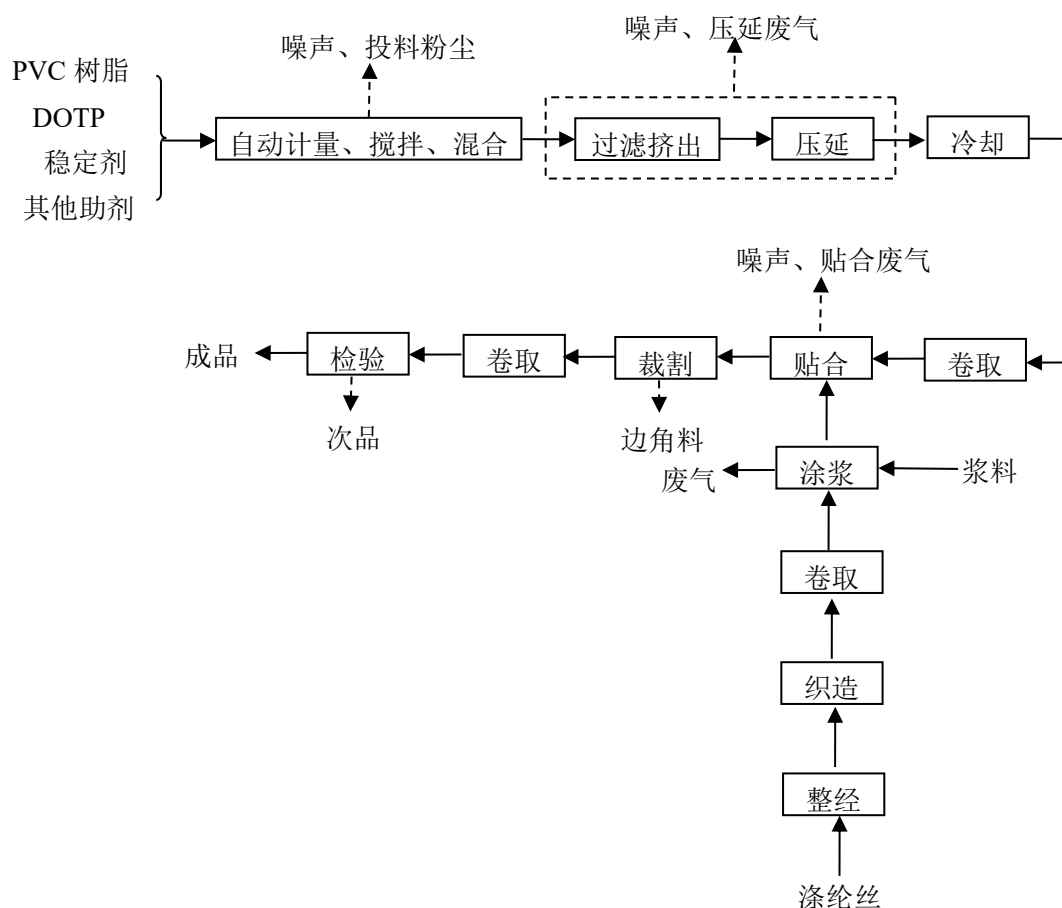 噪声、压延废气
噪声、投料粉尘
PVC 树脂
DOTP
稳定剂
其他助剂
自动计量、搅拌、混合
过滤挤出
压延
冷却
噪声、贴合废气
成品
检验
卷取
裁割
贴合
卷取
次品
边角料
废气
涂浆
浆料
卷取
织造
整经
涤纶丝